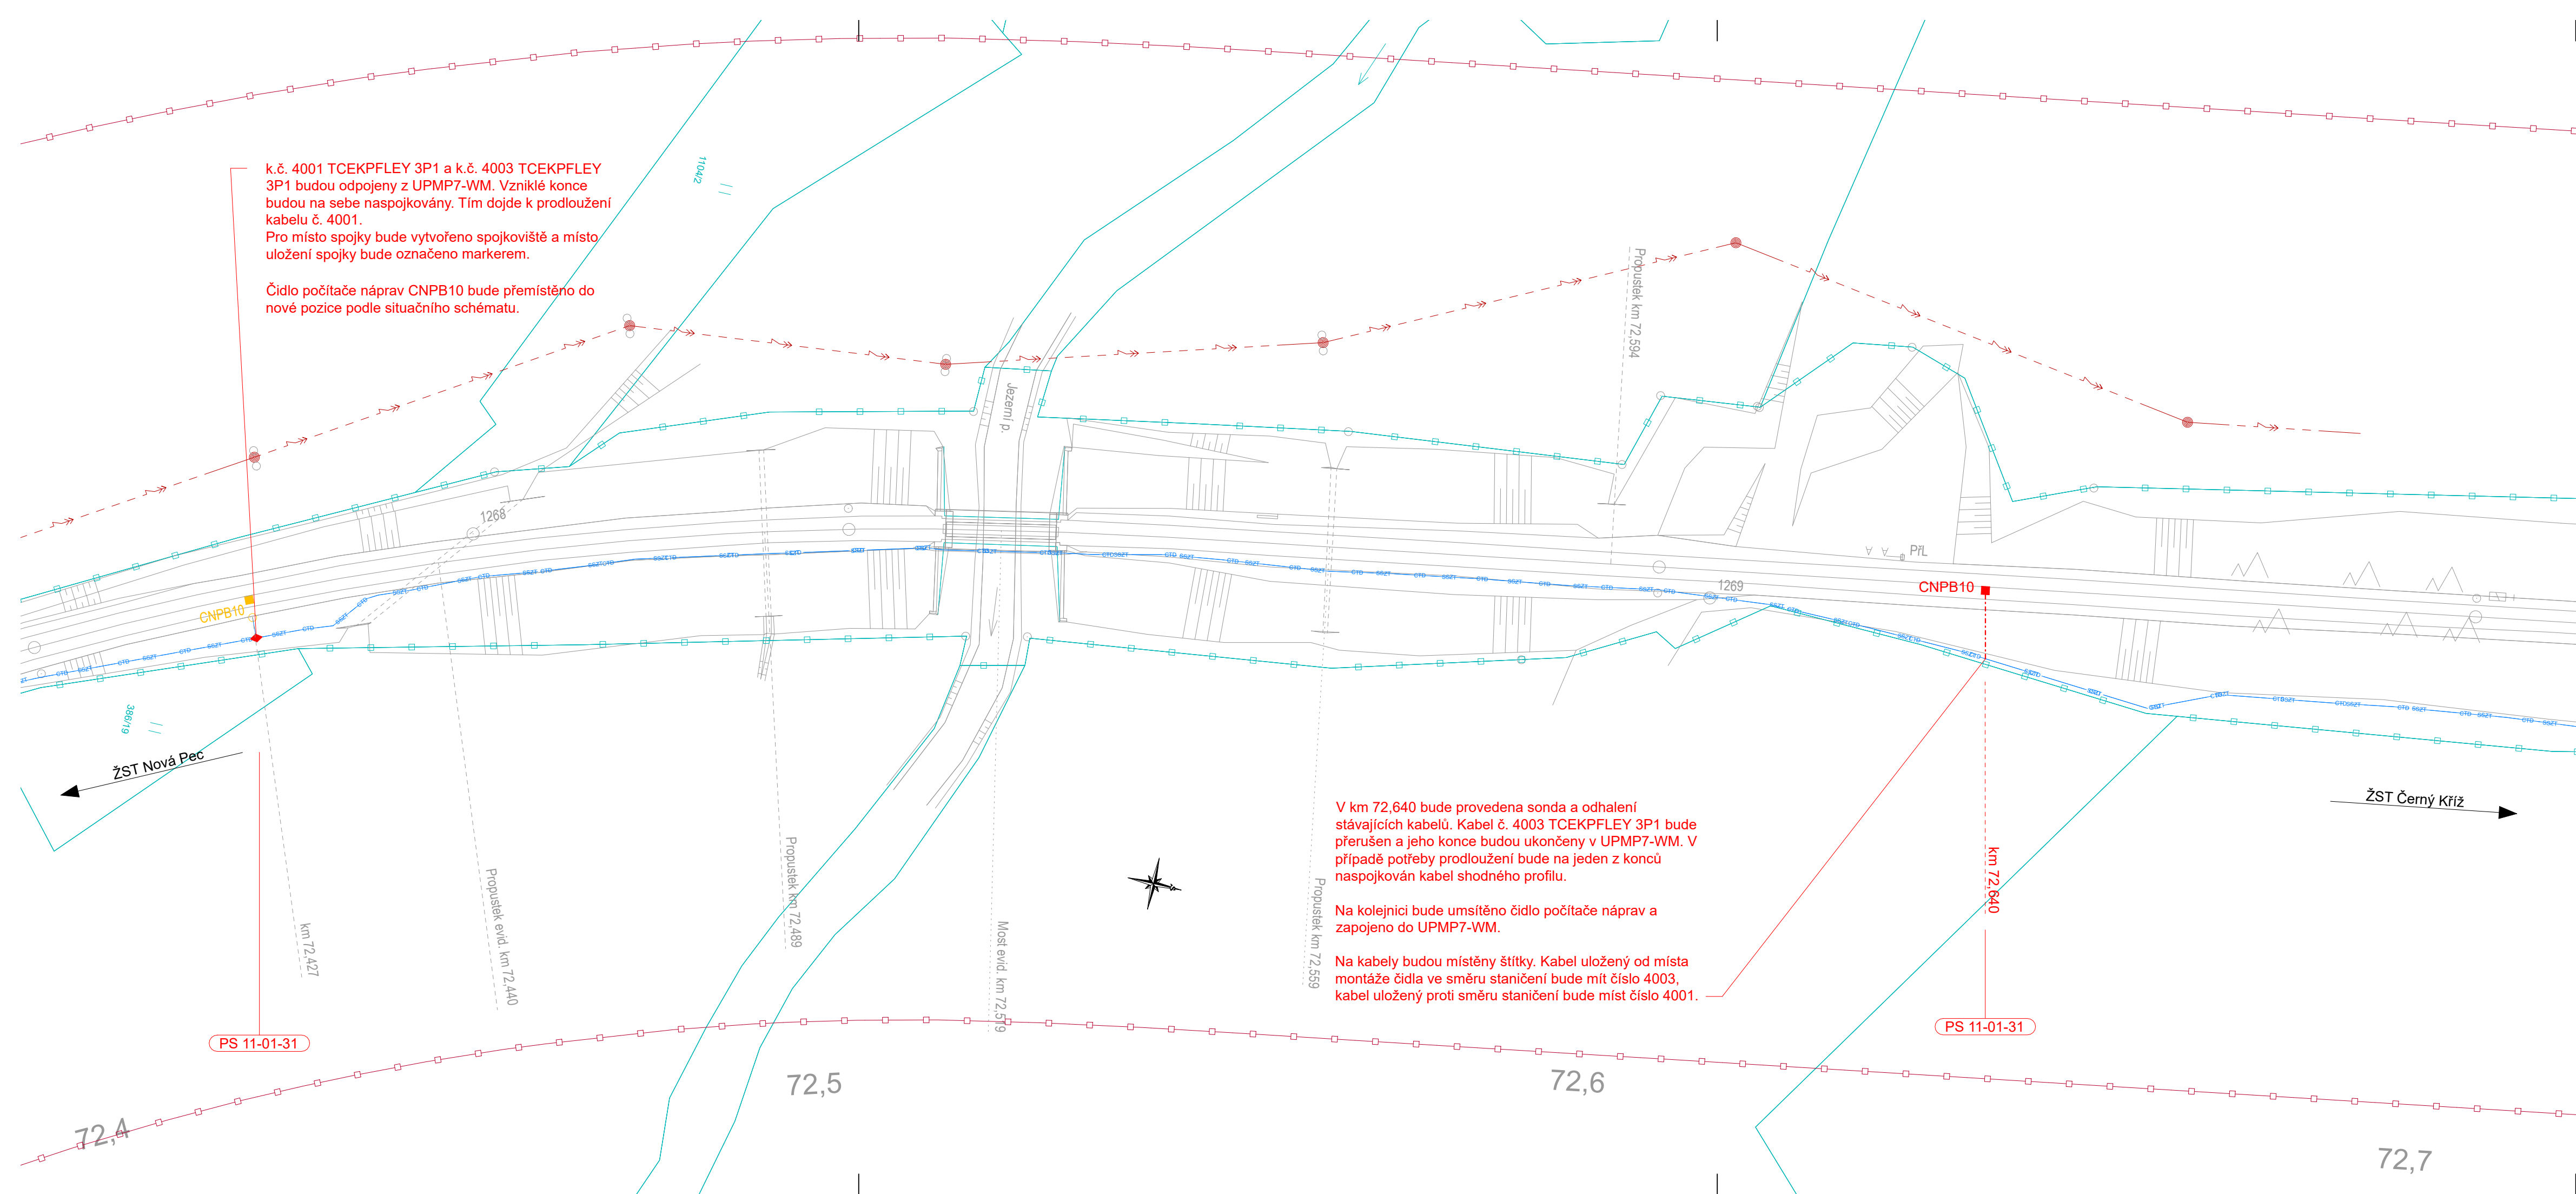 k.č. 4001 TCEKPFLEY 3P1 a k.č. 4003 TCEKPFLEY
3P1 budou odpojeny z UPMP7-WM. Vzniklé konce
budou na sebe naspojkovány. Tím dojde k prodloužení
kabelu č. 4001.
Pro místo spojky bude vytvořeno spojkoviště a místo
uložení spojky bude označeno markerem.
Čidlo počítače náprav CNPB10 bude přemístěno do
nové pozice podle situačního schématu.
1104/2
Propustek km 72,594
Jezerní p.
1268
PřL
CNPB10
1269
CNPB10
386/19
ŽST Nová Pec
ŽST Černý Kříž
V km 72,640 bude provedena sonda a odhalení
stávajících kabelů. Kabel č. 4003 TCEKPFLEY 3P1 bude
přerušen a jeho konce budou ukončeny v UPMP7-WM. V
případě potřeby prodloužení bude na jeden z konců
naspojkován kabel shodného profilu.
Na kolejnici bude umsítěno čidlo počítače náprav a
zapojeno do UPMP7-WM.
Na kabely budou místěny štítky. Kabel uložený od místa
montáže čidla ve směru staničení bude mít číslo 4003,
kabel uložený proti směru staničení bude míst číslo 4001.
km 72,427
Propustek evid. km 72,440
Propustek km 72,489
Most evid. km 72,519
Propustek km 72,559
km 72,640
PS 11-01-31
PS 11-01-31
72,4
72,5
72,6
72,7